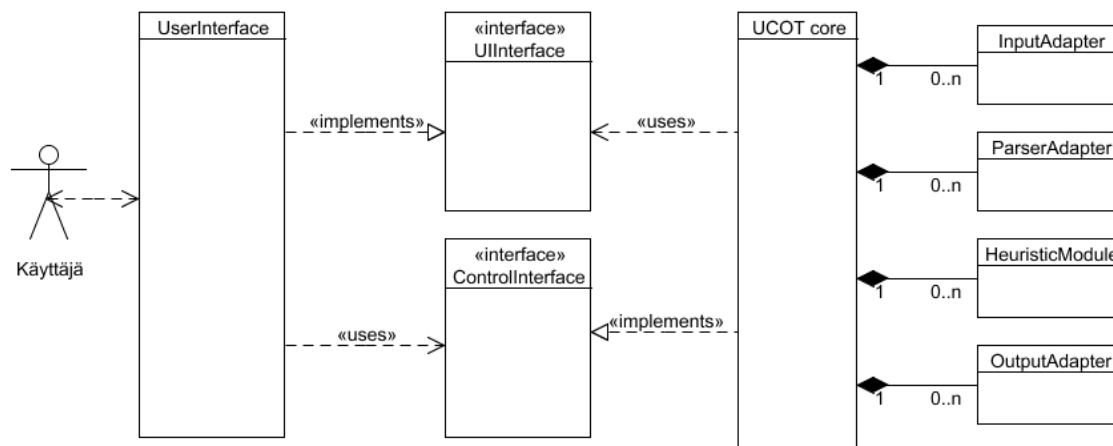 UserInterface
«interface»
UIInterface
UCOT core
InputAdapter
1
0..n
«implements»
«uses»
ParserAdapter
1
0..n
Käyttäjä
«interface»
ControlInterface
HeuristicModule
1
0..n
«uses»
«implements»
OutputAdapter
1
0..n